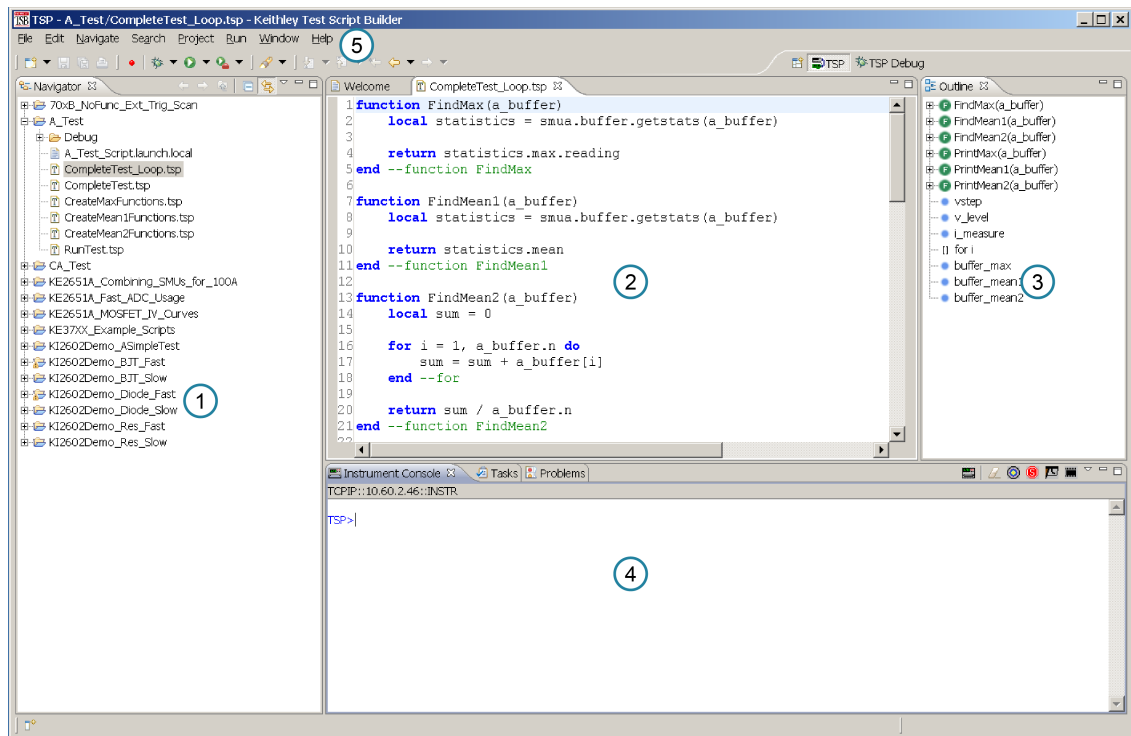 TSP - A_Test/CompleteTest_Loop.tsp - Keithley Test Script Builder
File Edit Navigate Search Project Run Window Help
5
TSP TSP Debug
Navigator
70xB_NoFunc_Ext_Trig_Scan
A_Test
Debug
A_Test_Script.launch.local
CompleteTest_Loop.tsp
CompleteTest.tsp
CreateMaxFunctions.tsp
CreateMean1Functions.tsp
CreateMean2Functions.tsp
RunTest.tsp
CA_Test
KE2651A_Combining_SMUs_for_100A
KE2651A_Fast_ADC_Usage
KE2651A_MOSFET_IV_Curves
KE37XX_Example_Scripts
KI2602Demo_ASimpleTest
KI2602Demo_BJT_Fast
KI2602Demo_BJT_Slow
KI2602Demo_Diode_Fast
KI2602Demo_Diode_Slow
KI2602Demo_Res_Fast
KI2602Demo_Res_Slow
1
Welcome CompleteTest_Loop.tsp
1 function FindMax(a_buffer)
2 local statistics = smua.buffer.getstats(a_buffer)
3
4 return statistics.max.reading
5 end --function FindMax
6
7 function FindMean1(a_buffer)
8 local statistics = smua.buffer.getstats(a_buffer)
9
10 return statistics.mean
11 end --function FindMean1
12
13 function FindMean2(a_buffer)
14 local sum = 0
15
16 for i = 1, a_buffer.n do
17 sum = sum + a_buffer[i]
18 end --for
19
20 return sum / a_buffer.n
21 end --function FindMean2
22
2
Outline
FindMax(a_buffer)
FindMean1(a_buffer)
FindMean2(a_buffer)
PrintMax(a_buffer)
PrintMean1(a_buffer)
PrintMean2(a_buffer)
vstep
v_level
i_measure
[] for i
buffer_max
buffer_mean1
buffer_mean2
3
Instrument Console Tasks Problems
TCPIP::10.60.2.46::INSTR
TSP>
4